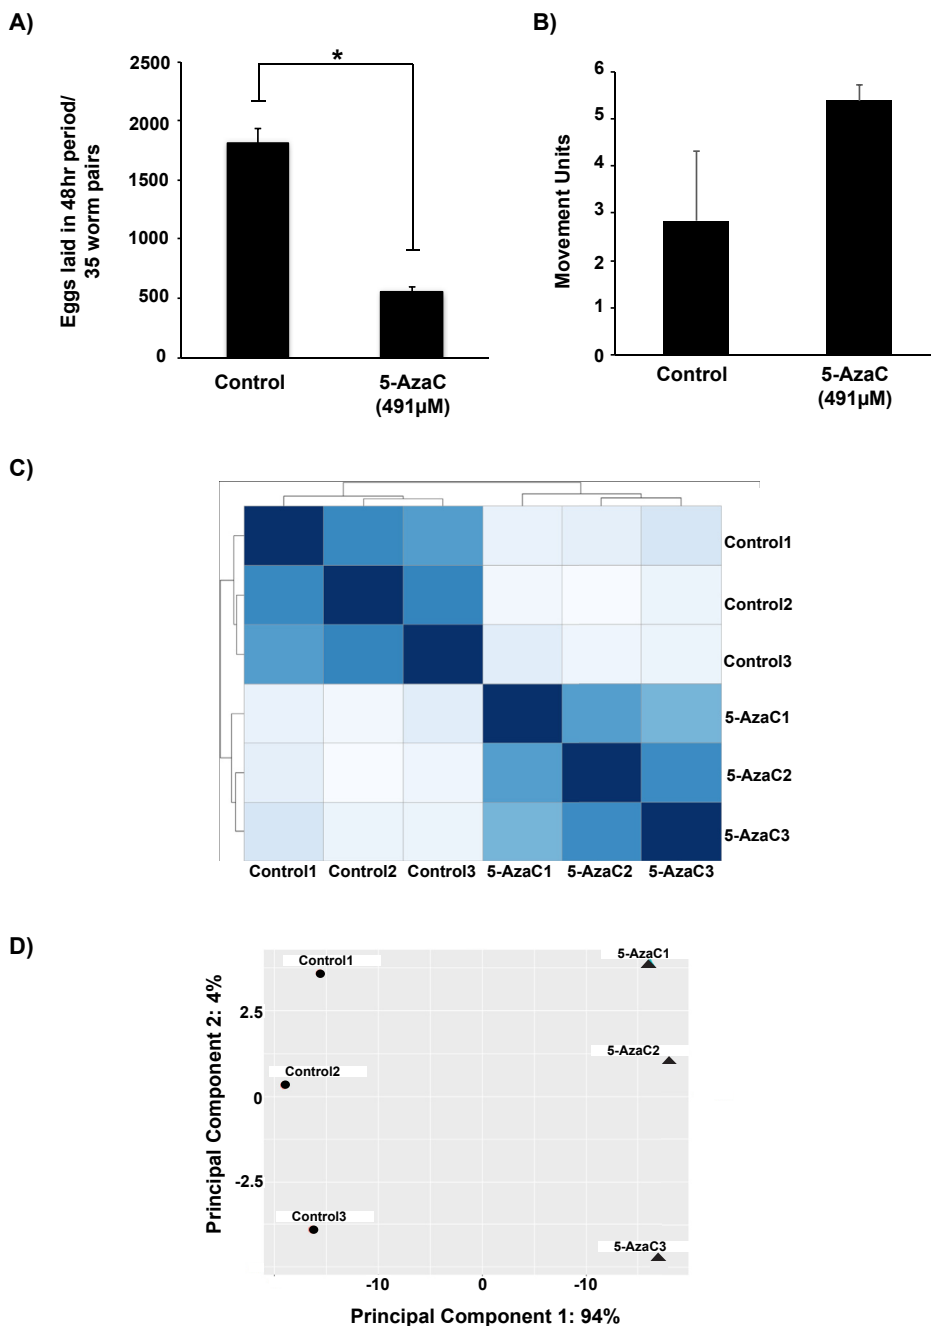 A)
2500
2000
1500
1000
500
0
Eggs laid in 48hr period/
35 worm pairs
*
Control
5-AzaC
(491µM)
B)
6
5
4
3
2
1
0
Movement Units
Control
5-AzaC
(491µM)
C)
Control1
Control2
Control3
5-AzaC1
5-AzaC2
5-AzaC3
Control1 Control2 Control3 5-AzaC1 5-AzaC2 5-AzaC3
D)
Principal Component 2: 4%
2.5
0
-2.5
Control1
5-AzaC1
5-AzaC2
Control2
Control3
5-AzaC3
-10 0 -10
Principal Component 1: 94%